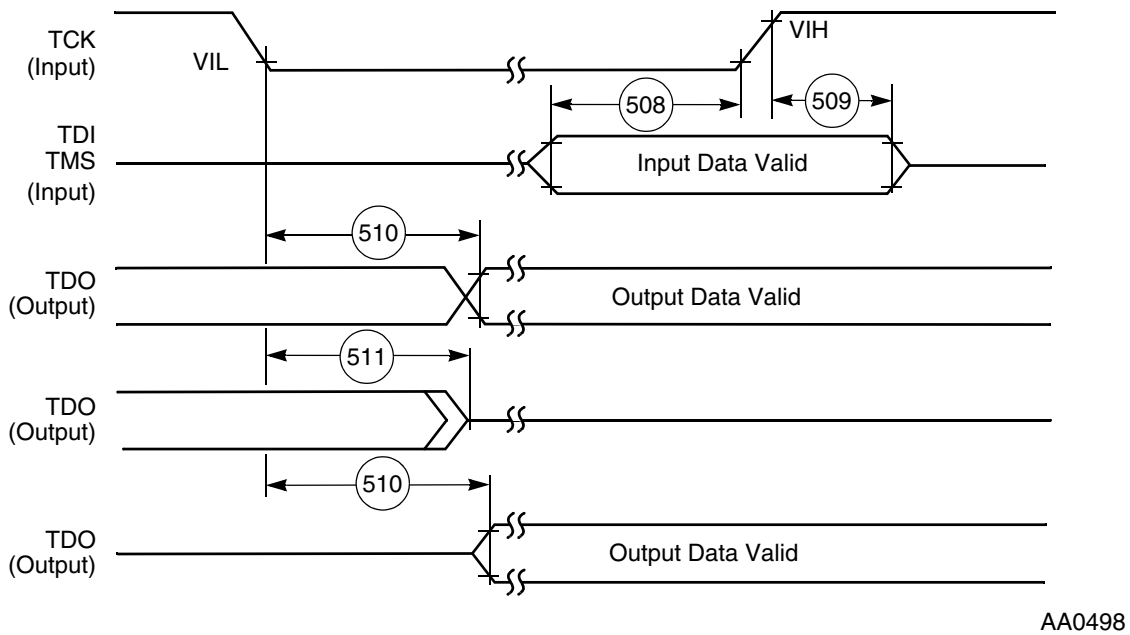 TCK
(Input)
VIL
VIH
508
509
TDI
TMS
(Input)
Input Data Valid
510
TDO
(Output)
Output Data Valid
511
TDO
(Output)
510
TDO
(Output)
Output Data Valid
AA0498